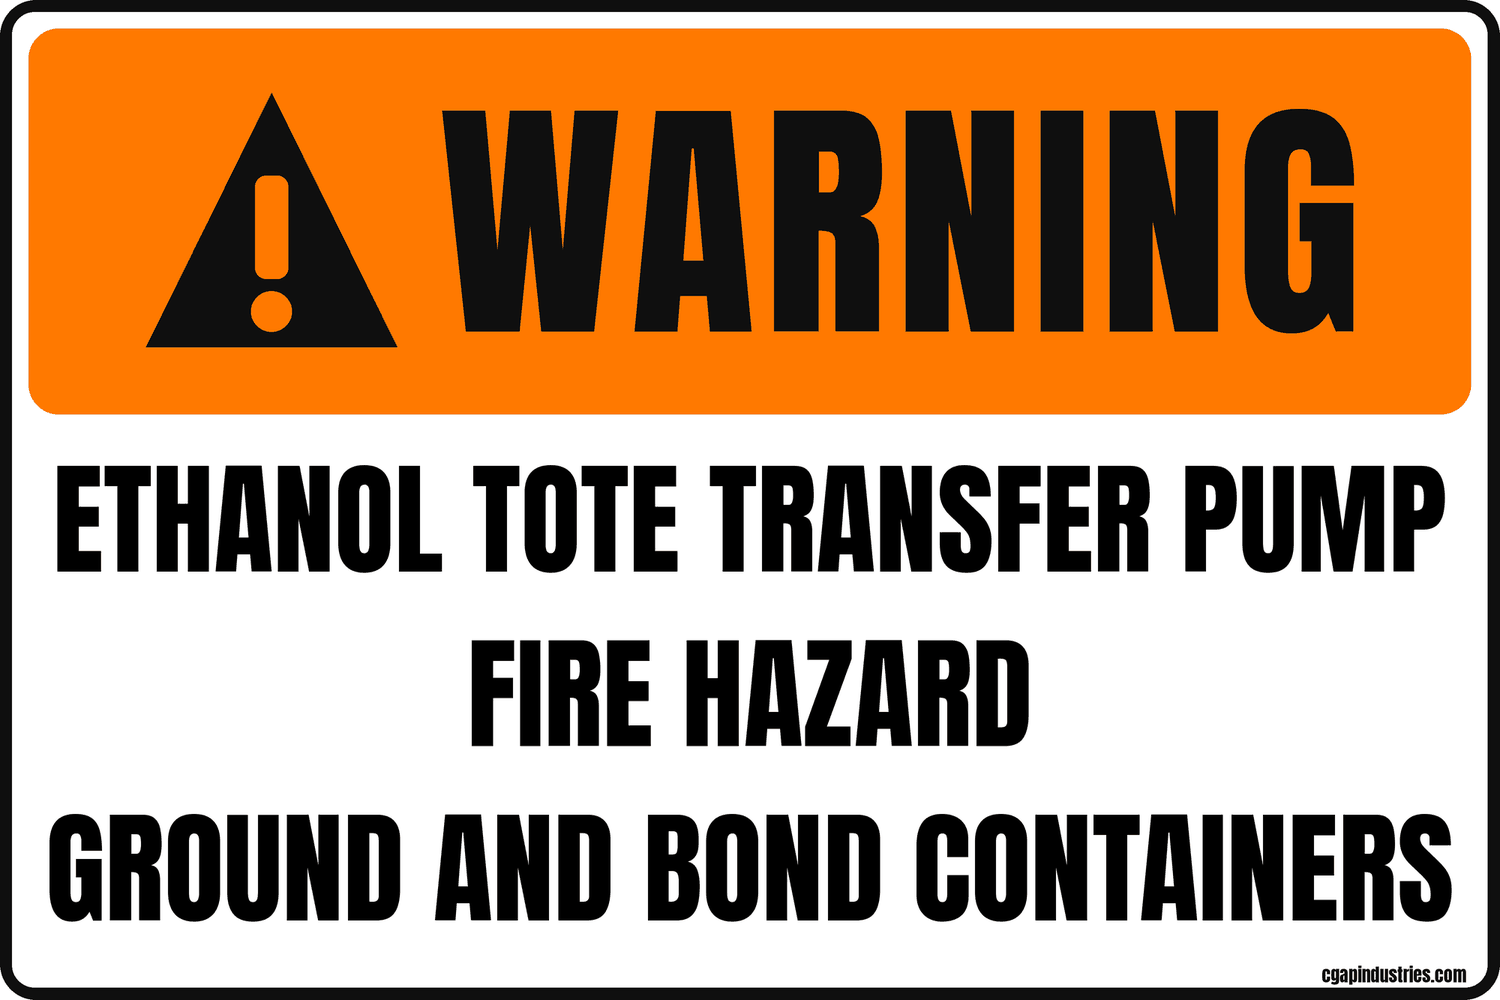 WARNING
ETHANOL TOTE TRANSFER PUMP
FIRE HAZARD
GROUND AND BOND CONTAINERS
cgapindustries.com